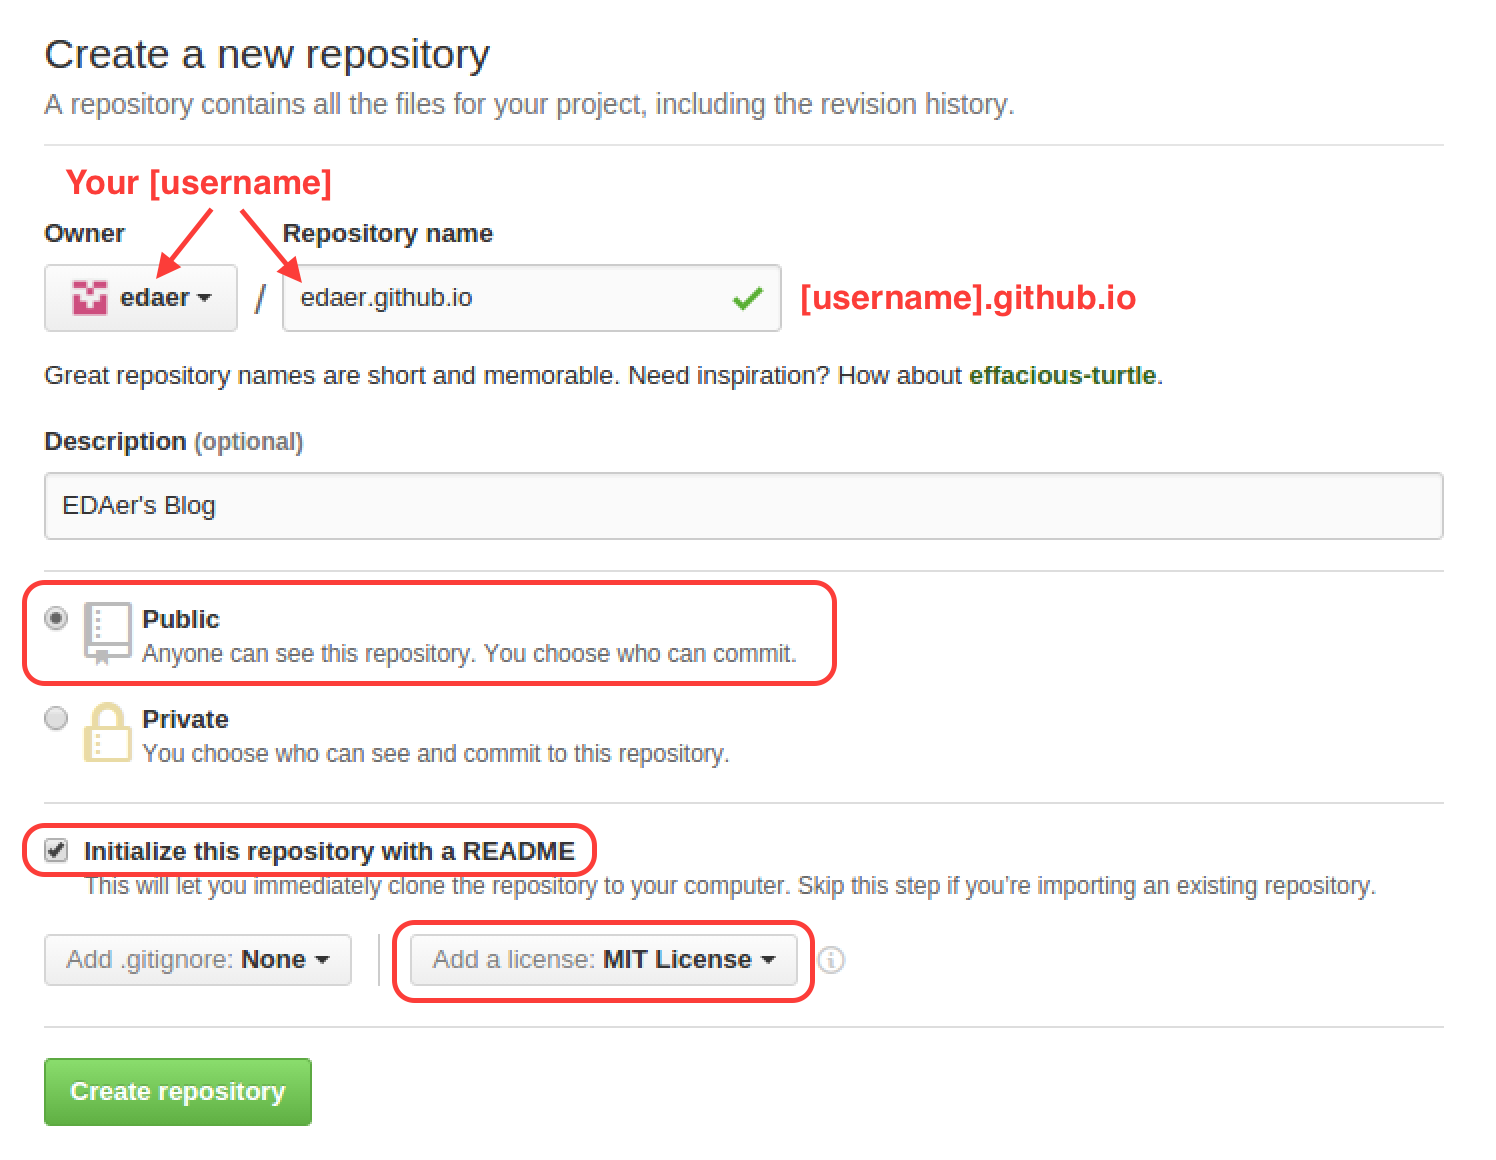 Create a new repository
A repository contains all the files for your project, including the revision history.
Your [username]
Owner
Repository name
edaer / edaer.github.io [username].github.io
Great repository names are short and memorable. Need inspiration? How about effacious-turtle.
Description (optional)
EDAer's Blog
Public
Anyone can see this repository. You choose who can commit.
Private
You choose who can see and commit to this repository.
Initialize this repository with a README
This will let you immediately clone the repository to your computer. Skip this step if you're importing an existing repository.
Add .gitignore: None
Add a license: MIT License
Create repository